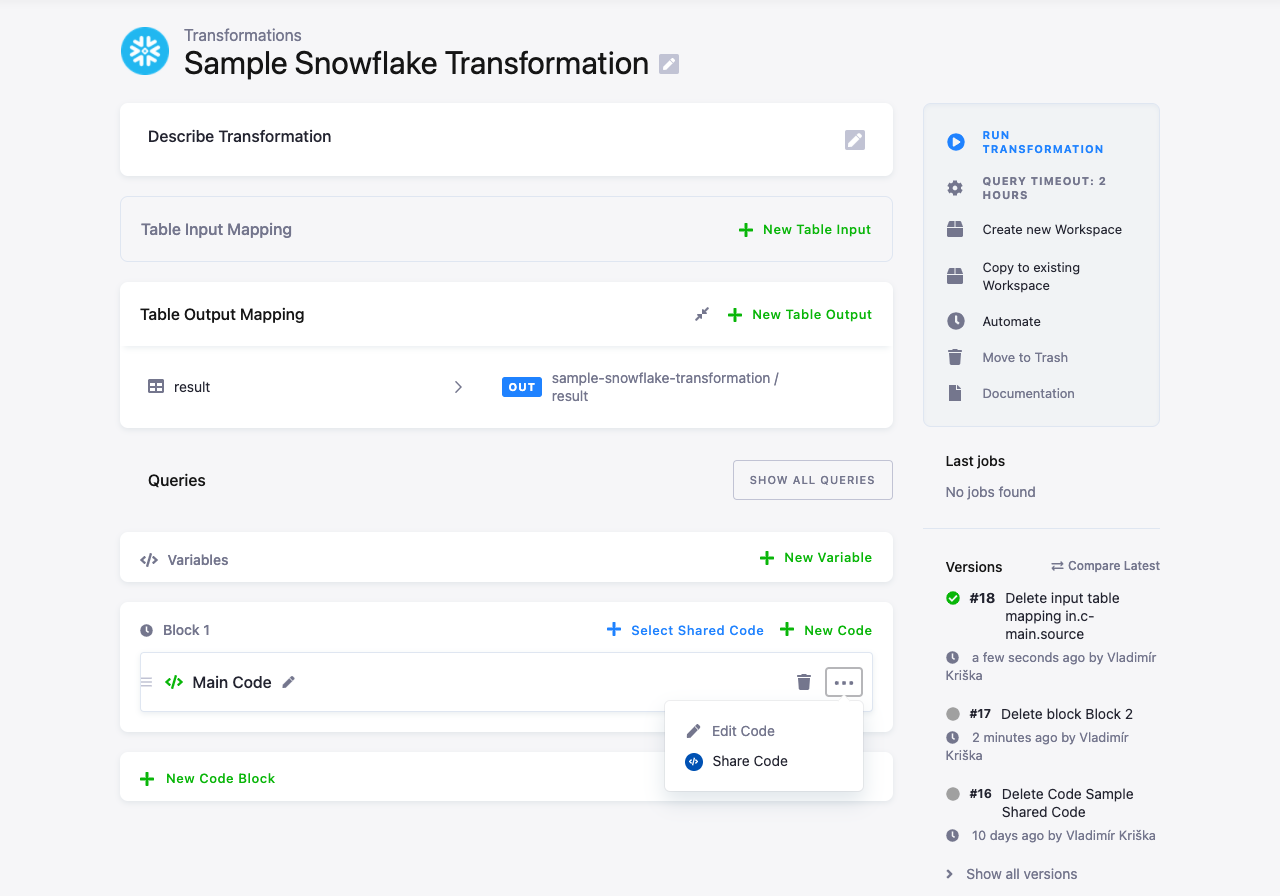 Transformations
Sample Snowflake Transformation
Describe Transformation
Table Input Mapping
New Table Input
Table Output Mapping
New Table Output
result
OUT
sample-snowflake-transformation /
result
Queries
SHOW ALL QUERIES
Variables
New Variable
Block 1
Select Shared Code
New Code
Main Code
Edit Code
Share Code
New Code Block
RUN
TRANSFORMATION
QUERY TIMEOUT: 2
HOURS
Create new Workspace
Copy to existing
Workspace
Automate
Move to Trash
Documentation
Last jobs
No jobs found
Versions
Compare Latest
#18 Delete input table
mapping in.c-
main.source
a few seconds ago by Vladimír
Kriška
#17 Delete block Block 2
2 minutes ago by Vladimír
Kriška
#16 Delete Code Sample
Shared Code
10 days ago by Vladimír Kriška
Show all versions